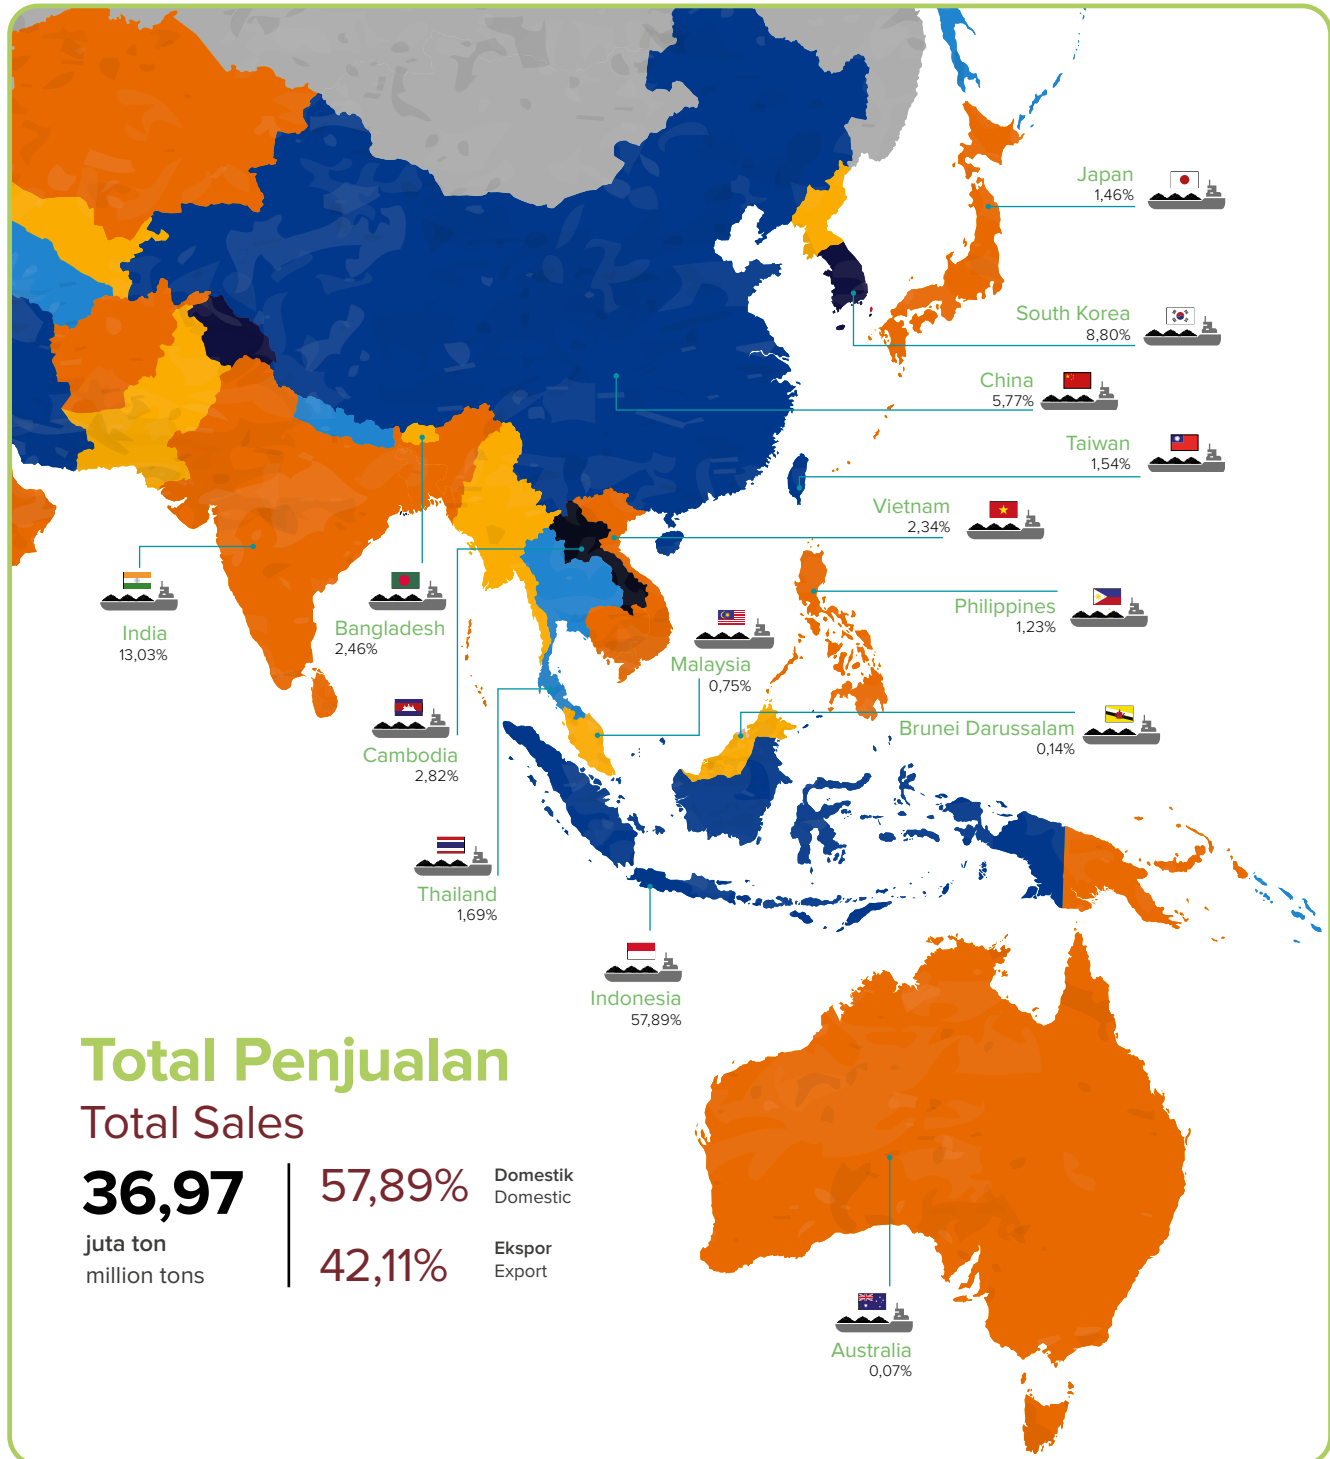 Japan
1,46%
South Korea
8,80%
China
5,77%
Taiwan
1,54%
Vietnam
2,34%
India
13,03%
Bangladesh
2,46%
Philippines
1,23%
Malaysia
0,75%
Cambodia
2,82%
Brunei Darussalam
0,14%
Thailand
1,69%
Indonesia
57,89%
Total Penjualan
Total Sales
36,97
juta ton
million tons
57,89%
Domestik
Domestic
42,11%
Ekspor
Export
Australia
0,07%